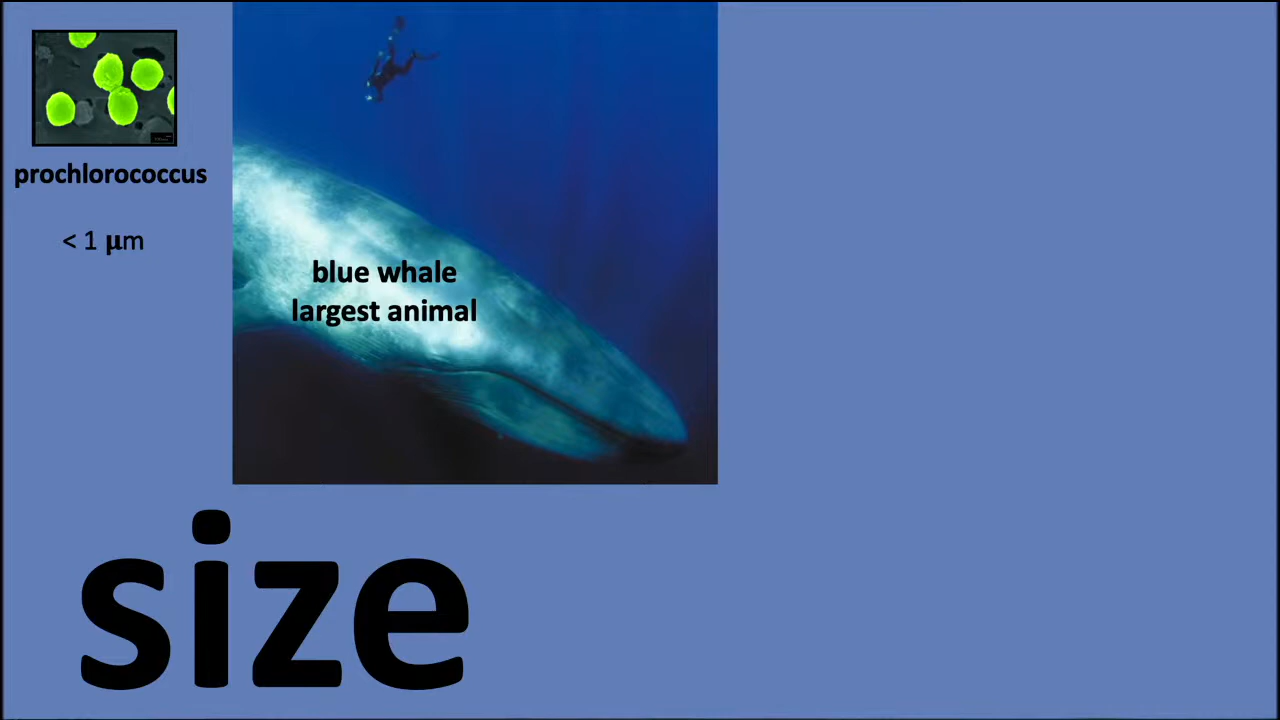 prochlorococcus
< 1 μm
blue whale
largest animal
size